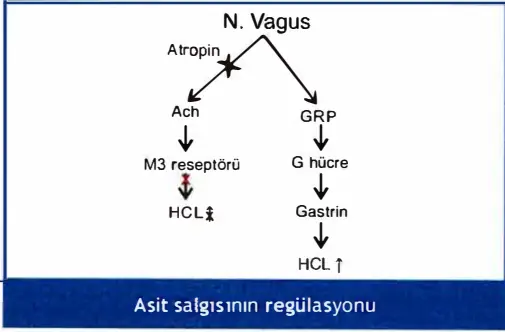 N. Vagus
Atropin
Ach
GRP
M3 reseptörü
G hücre
HCL
Gastrin
HCL ↑
Asit salgısının regülasyonu